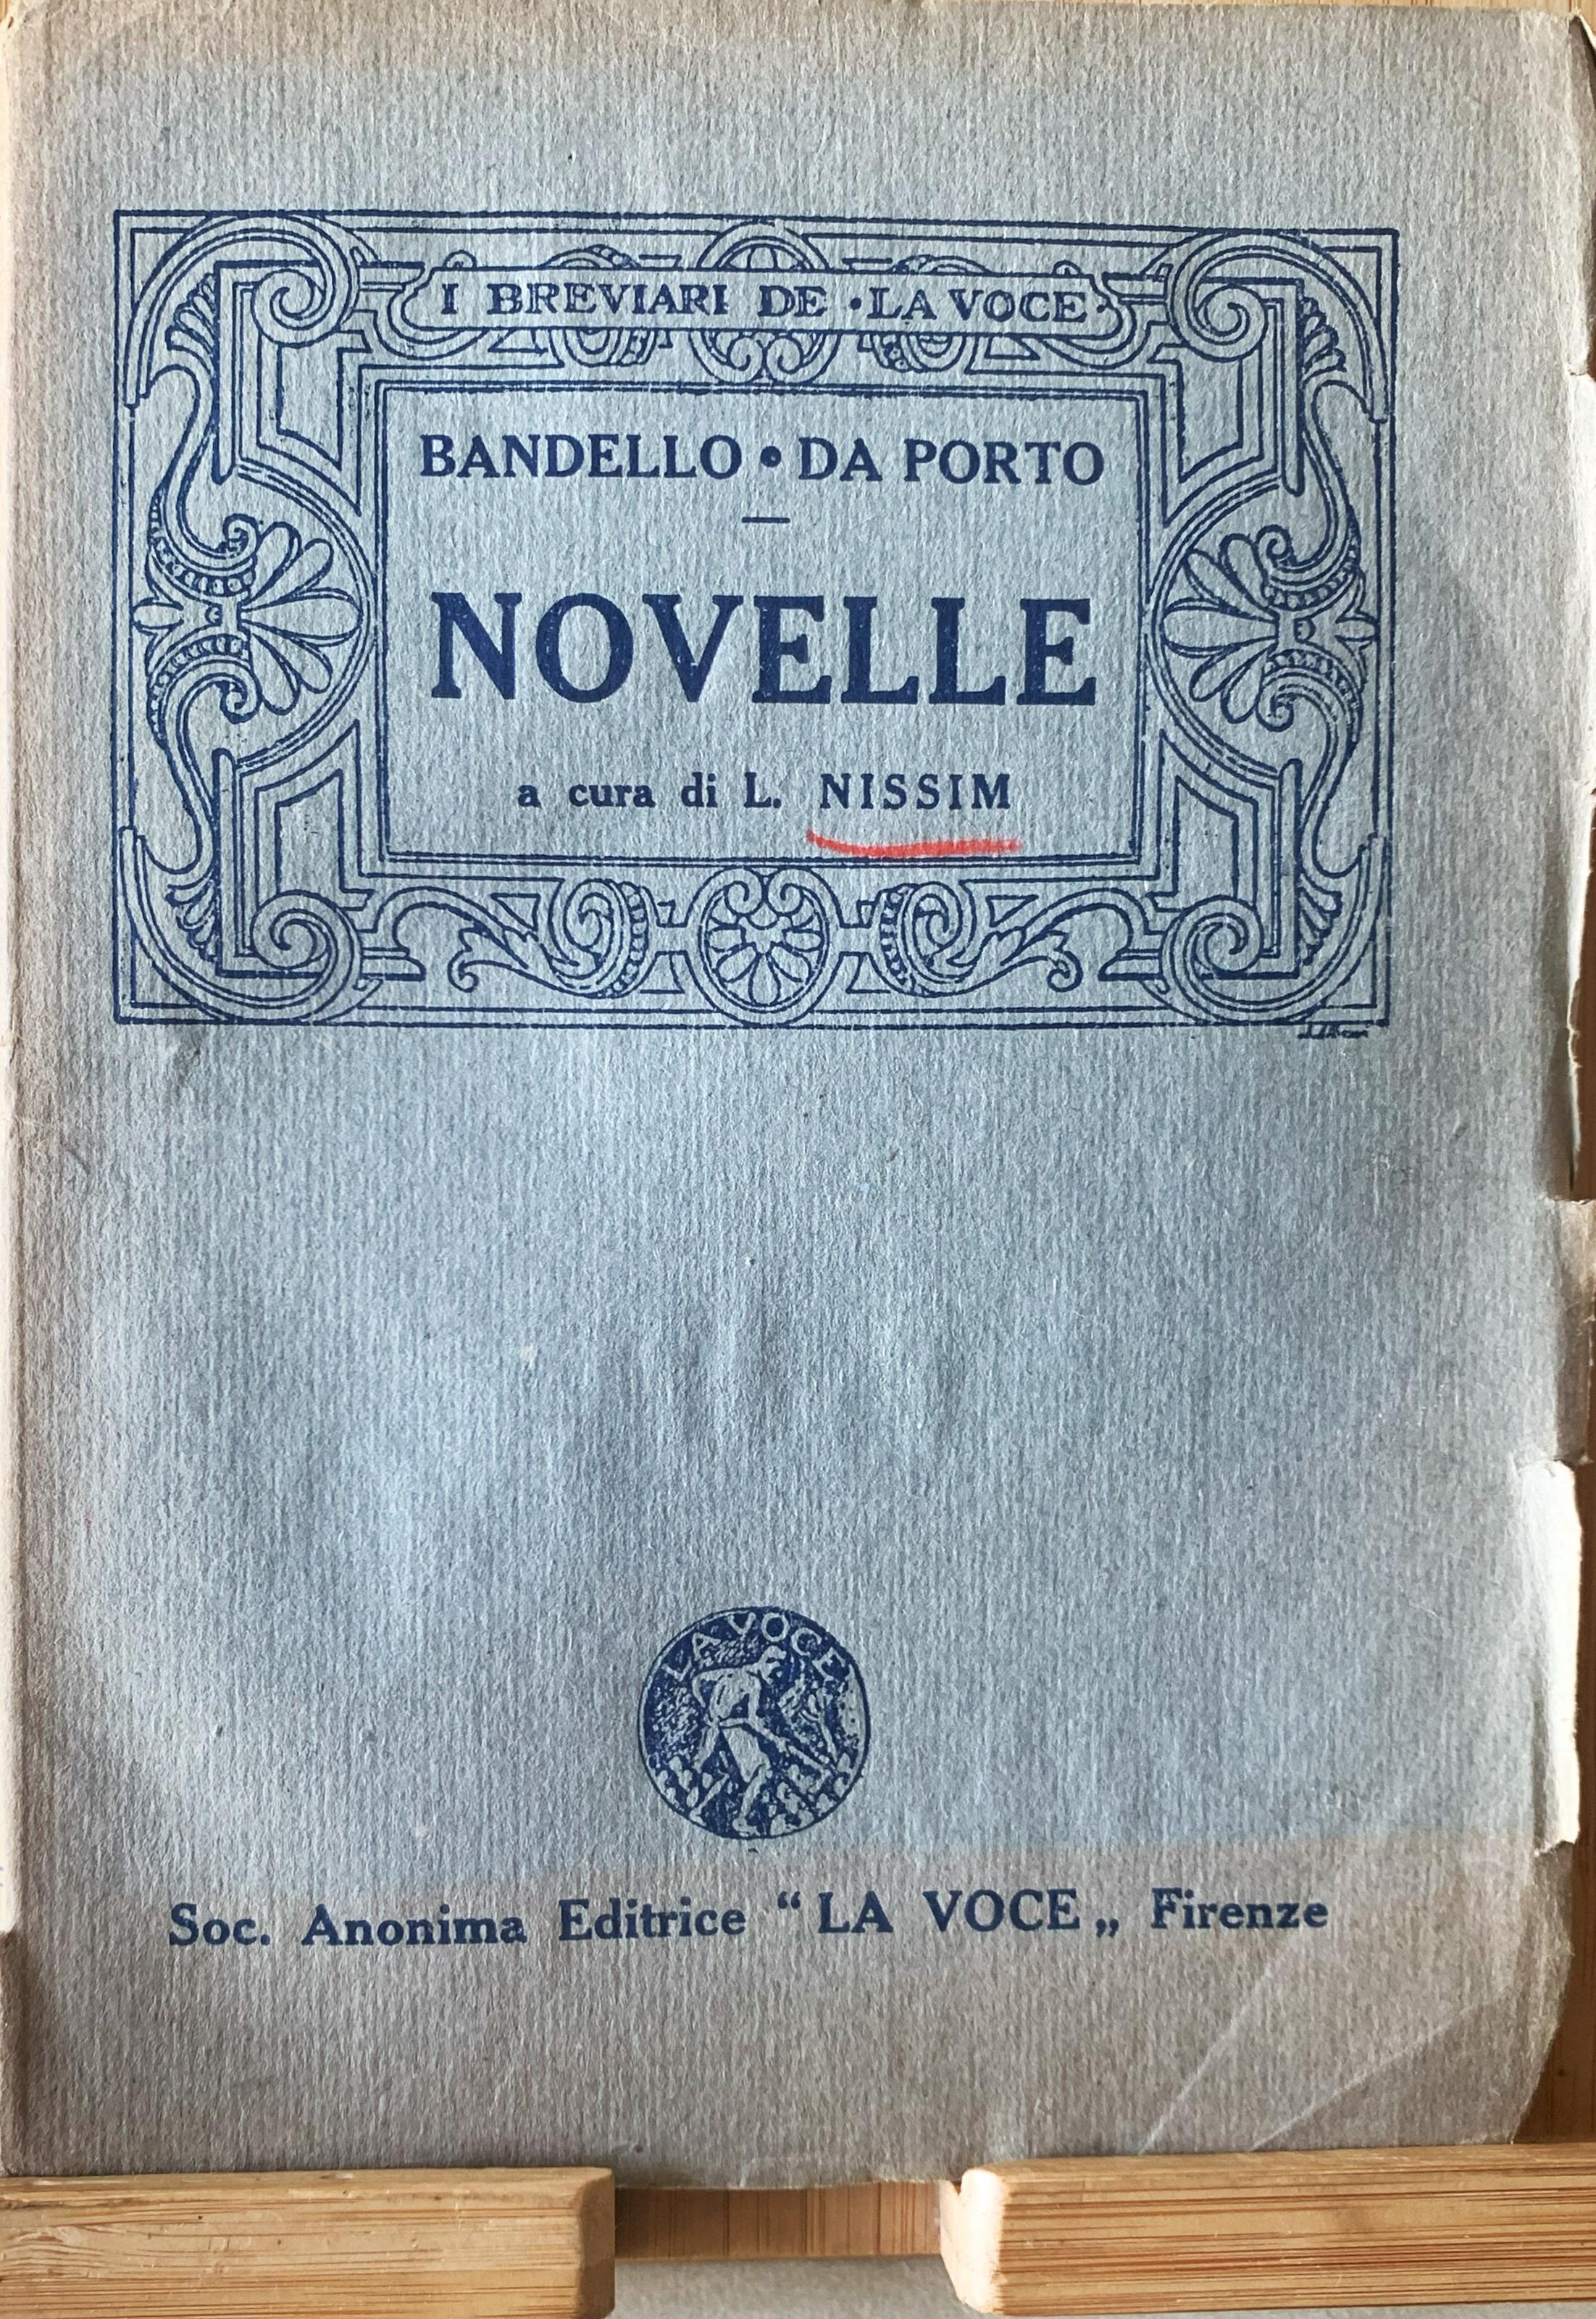 I BREVIARI DE • LA VOCE •
BANDELLO • DA PORTO
NOVELLE
a cura di L. NISSIM
LA VOCE
Soc. Anonima Editrice “ LA VOCE „ Firenze